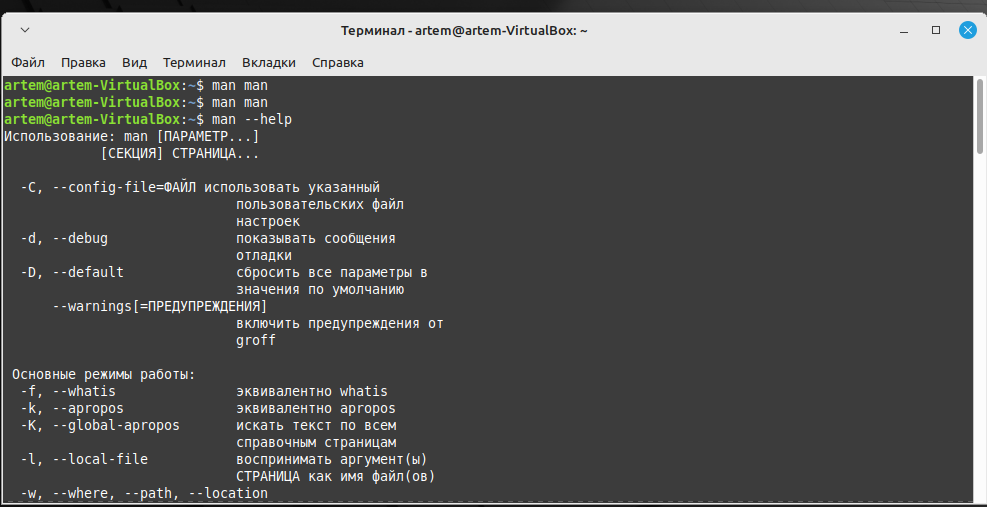 Терминал - artem@artem-VirtualBox: ~
Файл Правка Вид Терминал Вкладки Справка
artem@artem-VirtualBox:~$ man man
artem@artem-VirtualBox:~$ man man
artem@artem-VirtualBox:~$ man --help
Использование: man [ПАРАМЕТР...]
[СЕКЦИЯ] СТРАНИЦА...
-C, --config-file=ФАЙЛ использовать указанный
пользовательских файл
настроек
-d, --debug показывать сообщения
отладки
-D, --default сбросить все параметры в
значения по умолчанию
--warnings[=ПРЕДУПРЕЖДЕНИЯ]
включить предупреждения от
groff
Основные режимы работы:
-f, --whatis эквивалентно whatis
-k, --apropos эквивалентно apropos
-K, --global-apropos искать текст по всем
справочным страницам
-l, --local-file воспринимать аргумент(ы)
СТРАНИЦА как имя файл(ов)
-w, --where, --path, --location